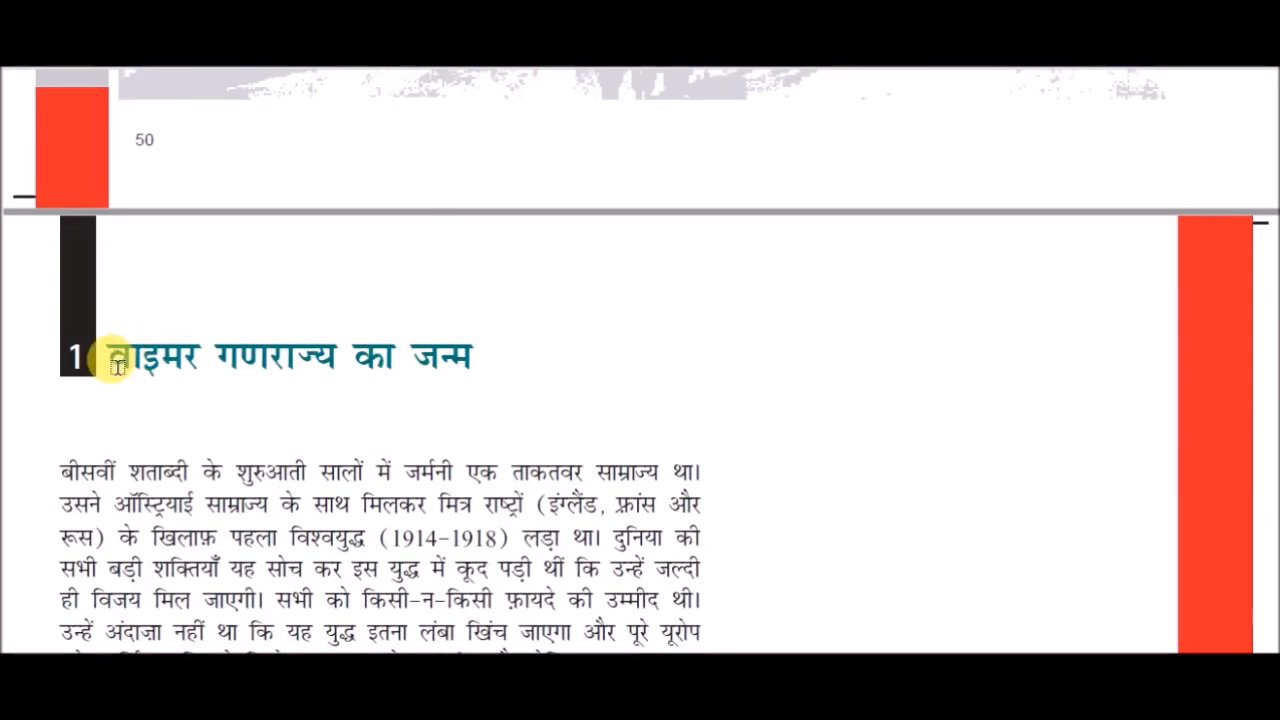 50
1 वाइमर गणराज्य का जन्म
बीसवीं शताब्दी के शुरुआती सालों में जर्मनी एक ताकतवर साम्राज्य था।
उसने ऑस्ट्रियाई साम्राज्य के साथ मिलकर मित्र राष्ट्रों (इंग्लैंड, फ़्रांस और
रूस) के खिलाफ़ पहला विश्वयुद्ध (1914-1918) लड़ा था। दुनिया की
सभी बड़ी शक्तियाँ यह सोच कर इस युद्ध में कूद पड़ी थीं कि उन्हें जल्दी
ही विजय मिल जाएगी। सभी को किसी-न-किसी फ़ायदे की उम्मीद थी।
उन्हें अंदाज़ा नहीं था कि यह युद्ध इतना लंबा खिंच जाएगा और पूरे यूरोप